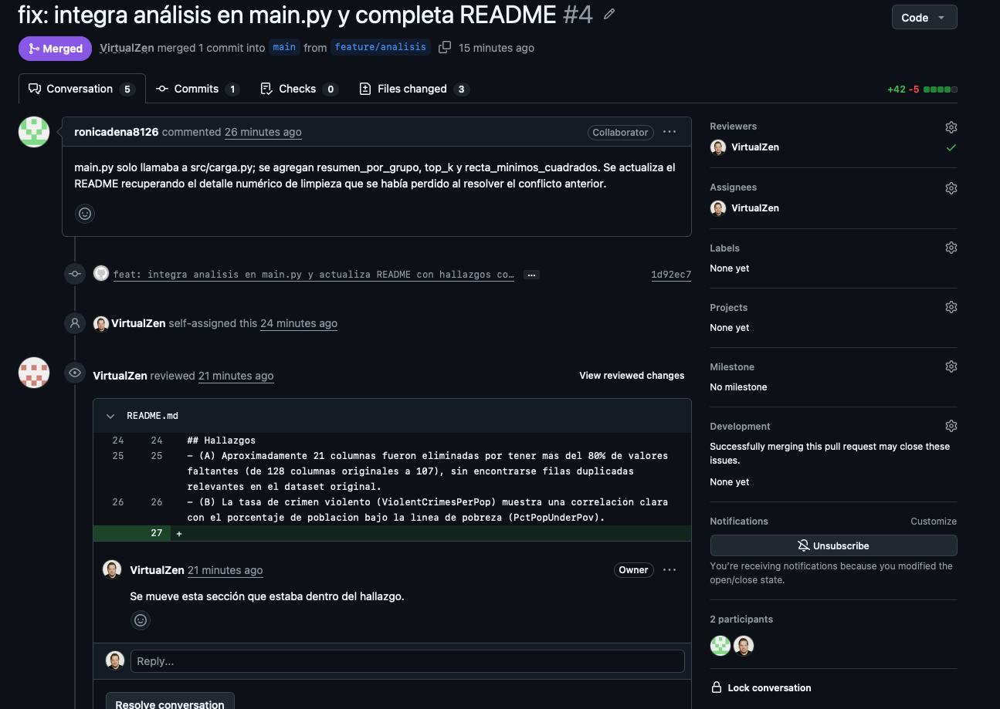 fix: integra análisis en main.py y completa README #4
Code
Merged
VirtualZen merged 1 commit into main from feature/analisis 15 minutes ago
Conversation 5
Commits 1
Checks 0
Files changed 3
+42 -5
ronicadena8126 commented 26 minutes ago
Collaborator
main.py solo llamaba a src/carga.py; se agregan resumen_por_grupo, top_k y recta_minimos_cuadrados. Se actualiza el
README recuperando el detalle numérico de limpieza que se había perdido al resolver el conflicto anterior.
feat: integra analisis en main.py y actualiza README con hallazgos co…
1d92ec7
VirtualZen self-assigned this 24 minutes ago
VirtualZen reviewed 21 minutes ago
View reviewed changes
README.md
24 24 ## Hallazgos
25 25 - (A) Aproximadamente 21 columnas fueron eliminadas por tener más del 80% de valores
faltantes (de 128 columnas originales a 107), sin encontrarse filas duplicadas
relevantes en el dataset original.
26 26 - (B) La tasa de crimen violento (ViolentCrimesPerPop) muestra una correlación clara
con el porcentaje de población bajo la línea de pobreza (PctPopUnderPov).
27 +
VirtualZen 21 minutes ago
Owner
Se mueve esta sección que estaba dentro del hallazgo.
Reply...
Resolve conversation
Reviewers
VirtualZen
Assignees
VirtualZen
Labels
None yet
Projects
None yet
Milestone
No milestone
Development
Successfully merging this pull request may close these
issues.
None yet
Notifications
Customize
Unsubscribe
You're receiving notifications because you modified the
open/close state.
2 participants
Lock conversation